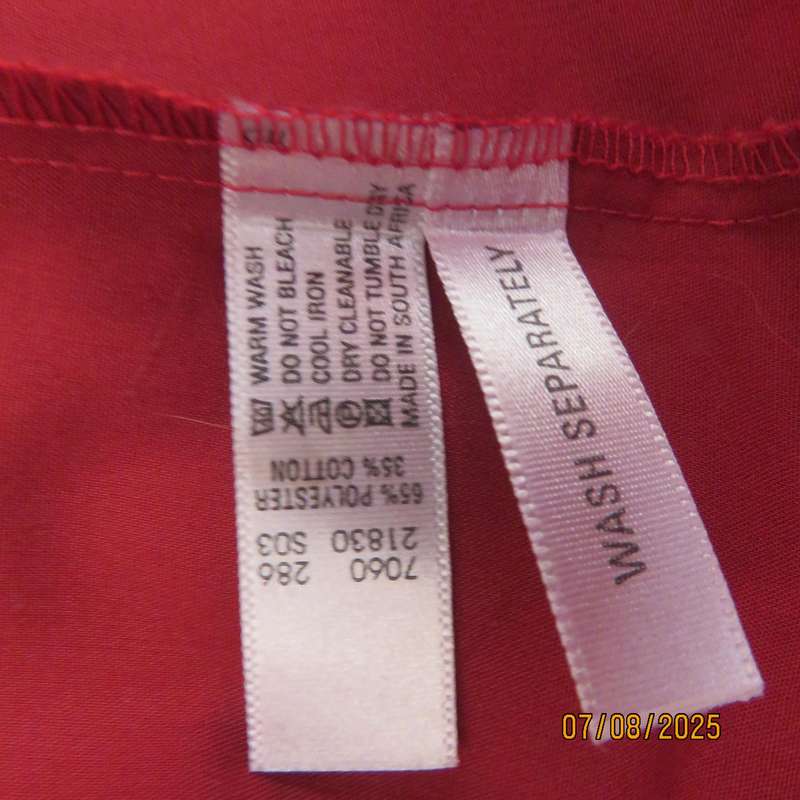 WARM WASH
DO NOT BLEACH
COOL IRON
DRY CLEANABLE
DO NOT TUMBLE DRY
MADE IN SOUTH AFRICA
35% COTTON
65% POLYESTER
21830 S03
7060 286
WASH SEPARATELY
07/08/2025